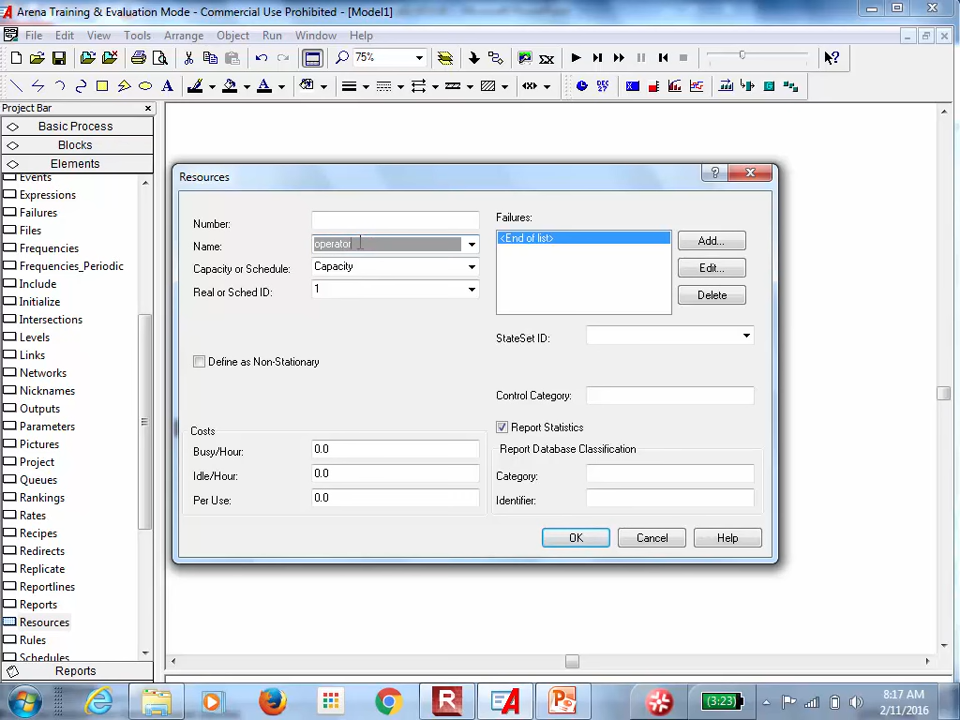 Arena Training & Evaluation Mode - Commercial Use Prohibited - [Model1]
File Edit View Tools Arrange Object Run Window Help
75%
A A
Project Bar
Basic Process
Blocks
Elements
Events
Expressions
Failures
Files
Frequencies
Frequencies_Periodic
Include
Initialize
Intersections
Levels
Links
Networks
Nicknames
Outputs
Parameters
Pictures
Project
Queues
Rankings
Rates
Recipes
Redirects
Replicate
Reportlines
Reports
Resources
Rules
Schedules
Reports
Resources
Number:
Name: operator
Capacity or Schedule: Capacity
Real or Sched ID: 1
Define as Non-Stationary
Costs
Busy/Hour: 0.0
Idle/Hour: 0.0
Per Use: 0.0
Failures:
<End of list>
Add...
Edit...
Delete
StateSet ID:
Control Category:
Report Statistics
Report Database Classification
Category:
Identifier:
OK Cancel Help
(3:23)
8:17 AM
2/11/2016